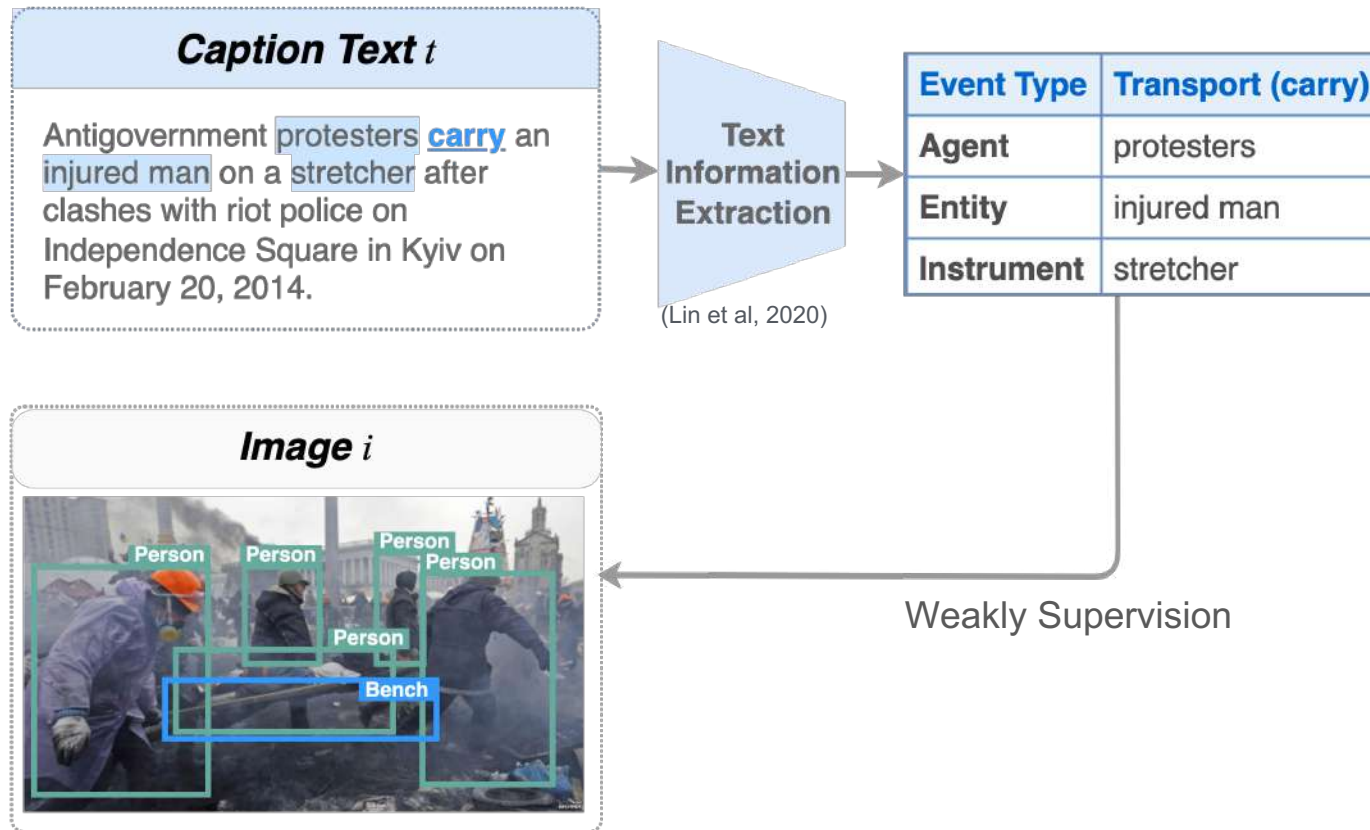 Caption Text t
Antigovernment protesters carry an
injured man on a stretcher after
clashes with riot police on
Independence Square in Kyiv on
February 20, 2014.
Text
Information
Extraction
(Lin et al, 2020)
Event Type Transport (carry)
Agent protesters
Entity injured man
Instrument stretcher
Image i
Person
Person
Person
Person
Person
Bench
Weakly Supervision